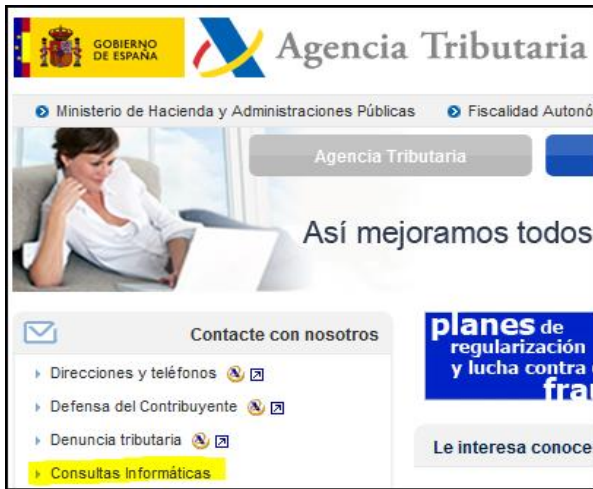 GOBIERNO
DE ESPAÑA
Agencia Tributaria
Ministerio de Hacienda y Administraciones Públicas
Fiscalidad Autonó
Agencia Tributaria
Así mejoramos todos
Contacte con nosotros
Direcciones y teléfonos
Defensa del Contribuyente
Denuncia tributaria
Consultas Informáticas
planes de
regularización
y lucha contra
frau
Le interesa conoce